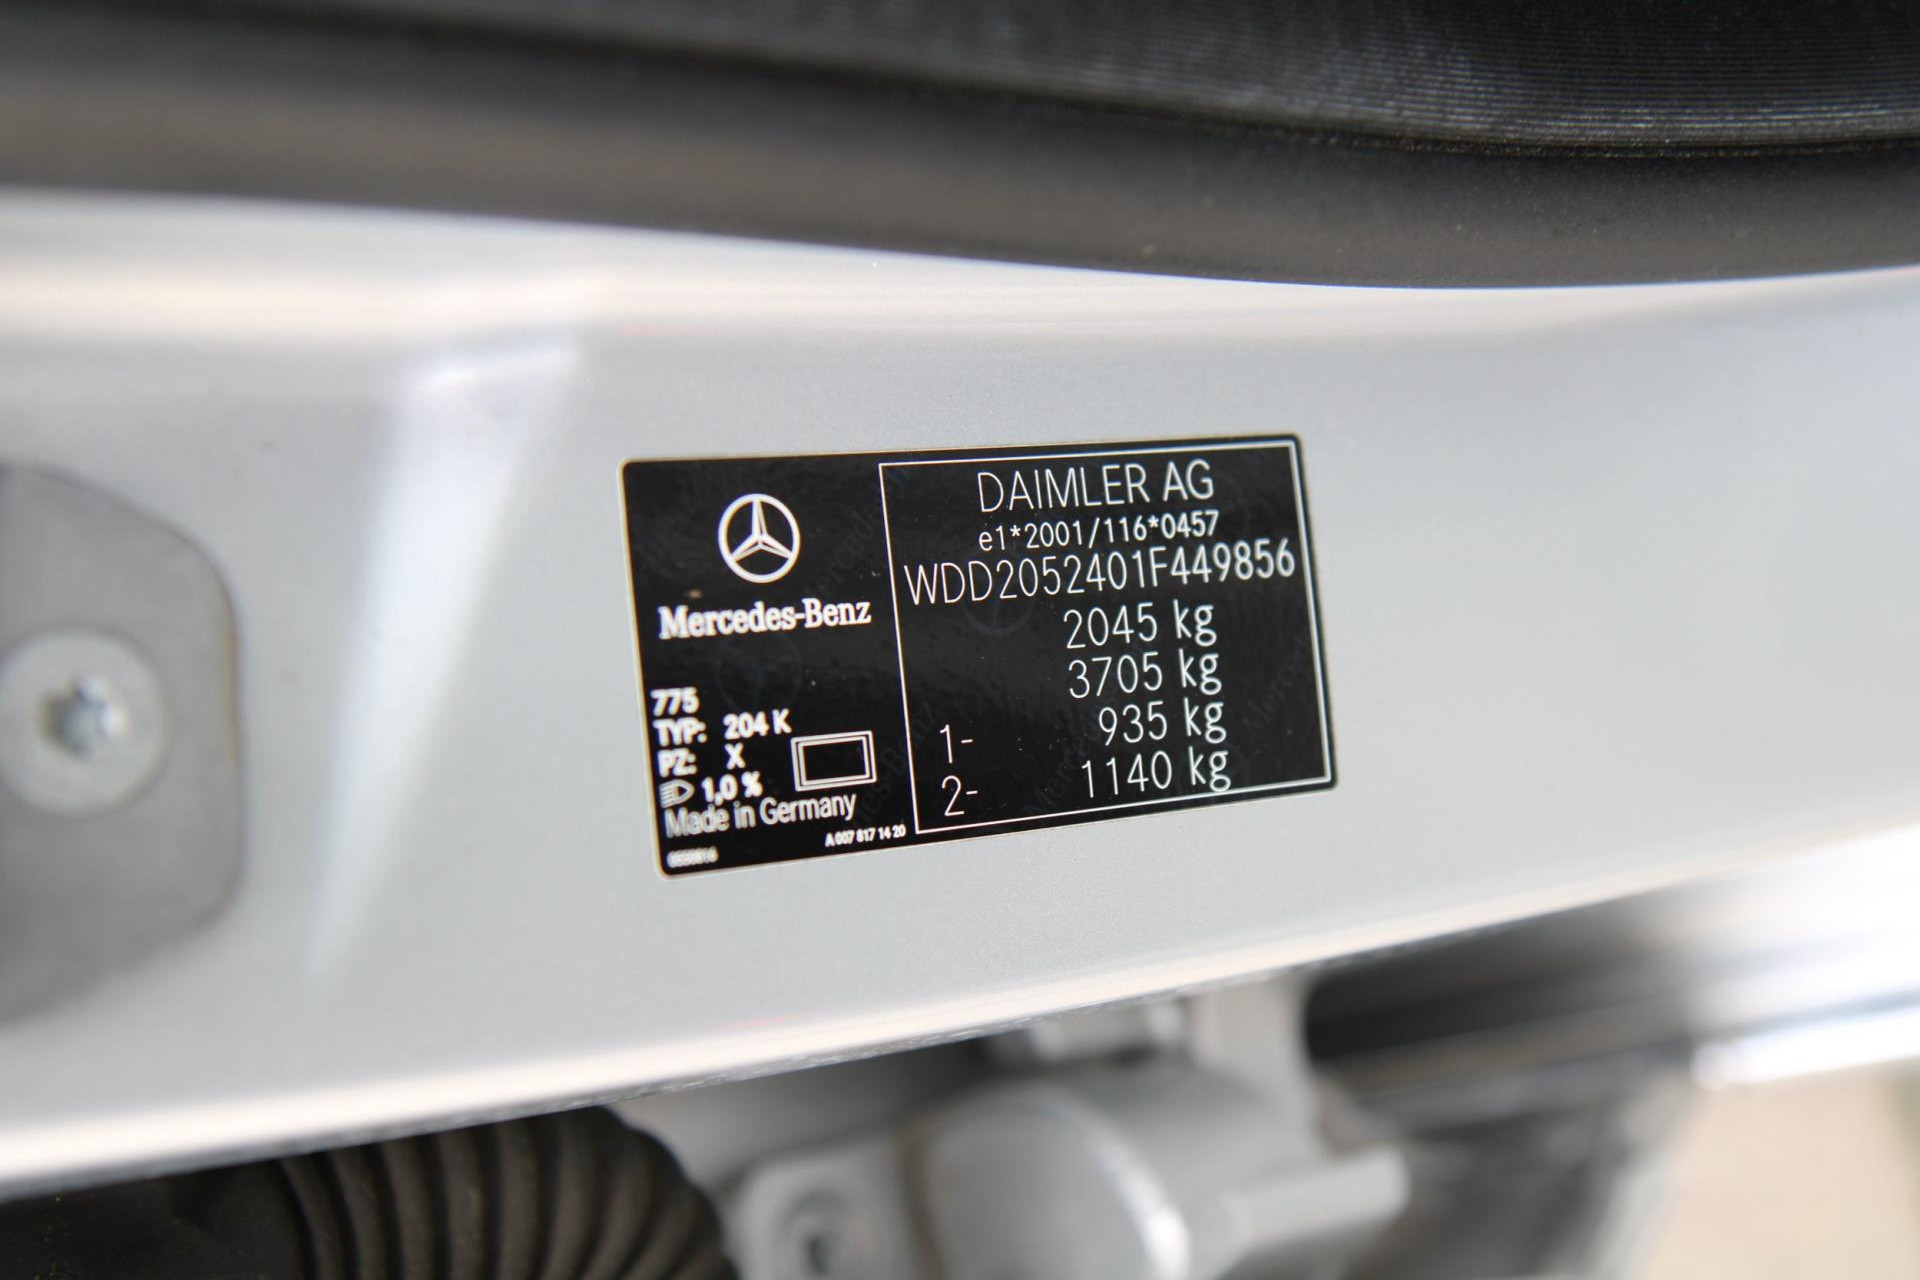 Mercedes-Benz
775
TYP: 204 K
PZ: X
1,0 %
Made in Germany
A 007 817 14 20
DAIMLER AG
e1*2001/116*0457
WDD2052401F449856
2045 kg
3705 kg
1- 935 kg
2- 1140 kg